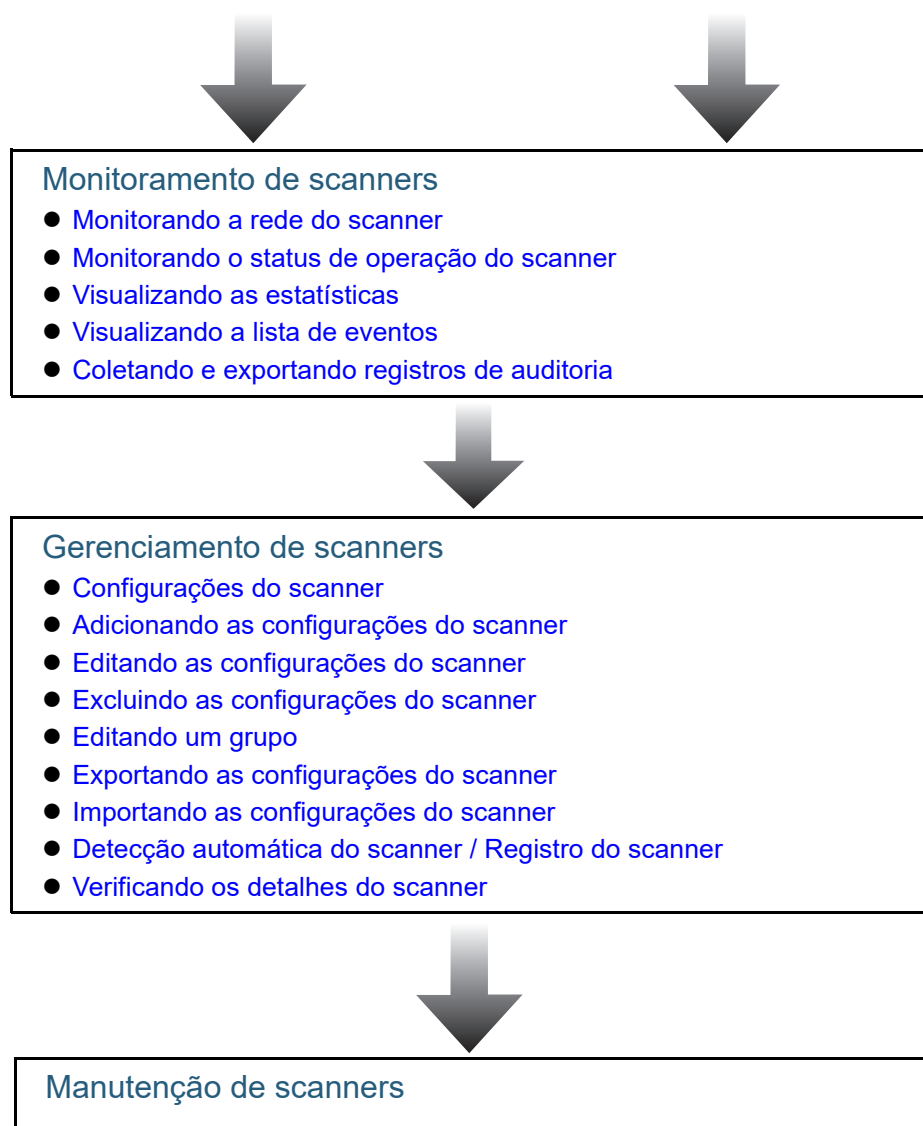 Monitoramento de scanners
● Monitorando a rede do scanner
● Monitorando o status de operação do scanner
● Visualizando as estatísticas
● Visualizando a lista de eventos
● Coletando e exportando registros de auditoria
Gerenciamento de scanners
● Configurações do scanner
● Adicionando as configurações do scanner
● Editando as configurações do scanner
● Excluindo as configurações do scanner
● Editando um grupo
● Exportando as configurações do scanner
● Importando as configurações do scanner
● Detecção automática do scanner / Registro do scanner
● Verificando os detalhes do scanner
Manutenção de scanners